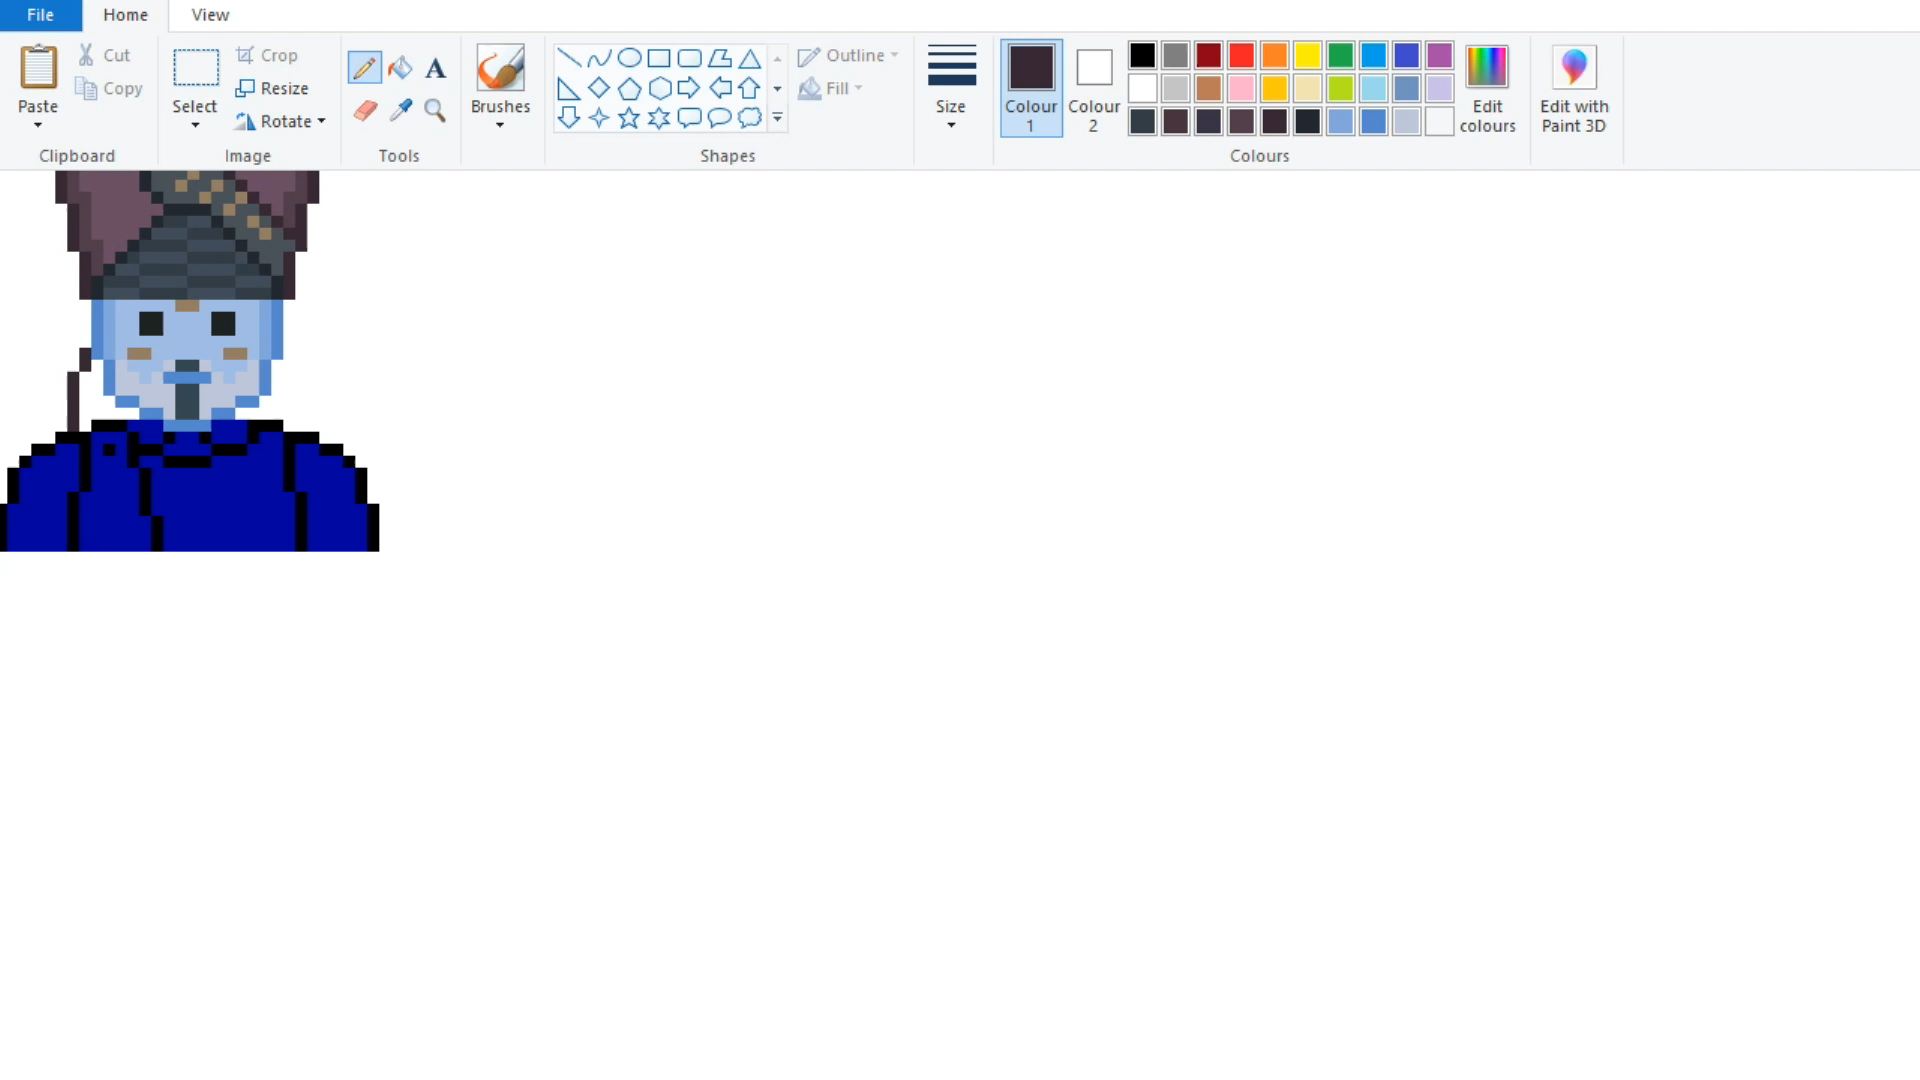 File Home View
Paste
Cut
Copy
Clipboard
Select
Crop
Resize
Rotate
Image
A
Tools
Brushes
Shapes
Outline
Fill
Size
Colour 1
Colour 2
Edit colours
Colours
Edit with Paint 3D